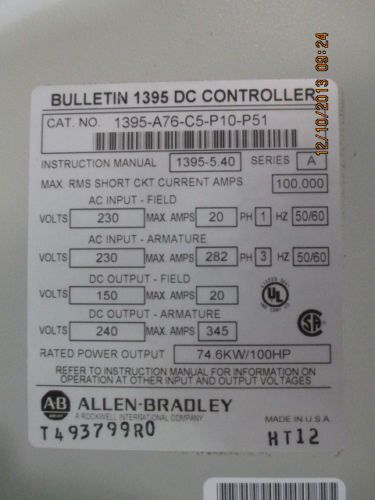 12/10/2013 09:24
BULLETIN 1395 DC CONTROLLER
CAT. NO. 1395-A76-C5-P10-P51
INSTRUCTION MANUAL 1395-5.40 SERIES A
MAX. RMS SHORT CKT CURRENT AMPS 100,000
AC INPUT - FIELD
VOLTS 230 MAX. AMPS 20 PH 1 HZ 50/60
AC INPUT - ARMATURE
VOLTS 230 MAX. AMPS 282 PH 3 HZ 50/60
DC OUTPUT - FIELD
VOLTS 150 MAX. AMPS 20
DC OUTPUT - ARMATURE
VOLTS 240 MAX. AMPS 345
UL
SA
RATED POWER OUTPUT 74.6KW/100HP
REFER TO INSTRUCTION MANUAL FOR INFORMATION ON
OPERATION AT OTHER INPUT AND OUTPUT VOLTAGES
A-B ALLEN-BRADLEY
A ROCKWELL INTERNATIONAL COMPANY
MADE IN U.S.A.
T493799R0 HT12